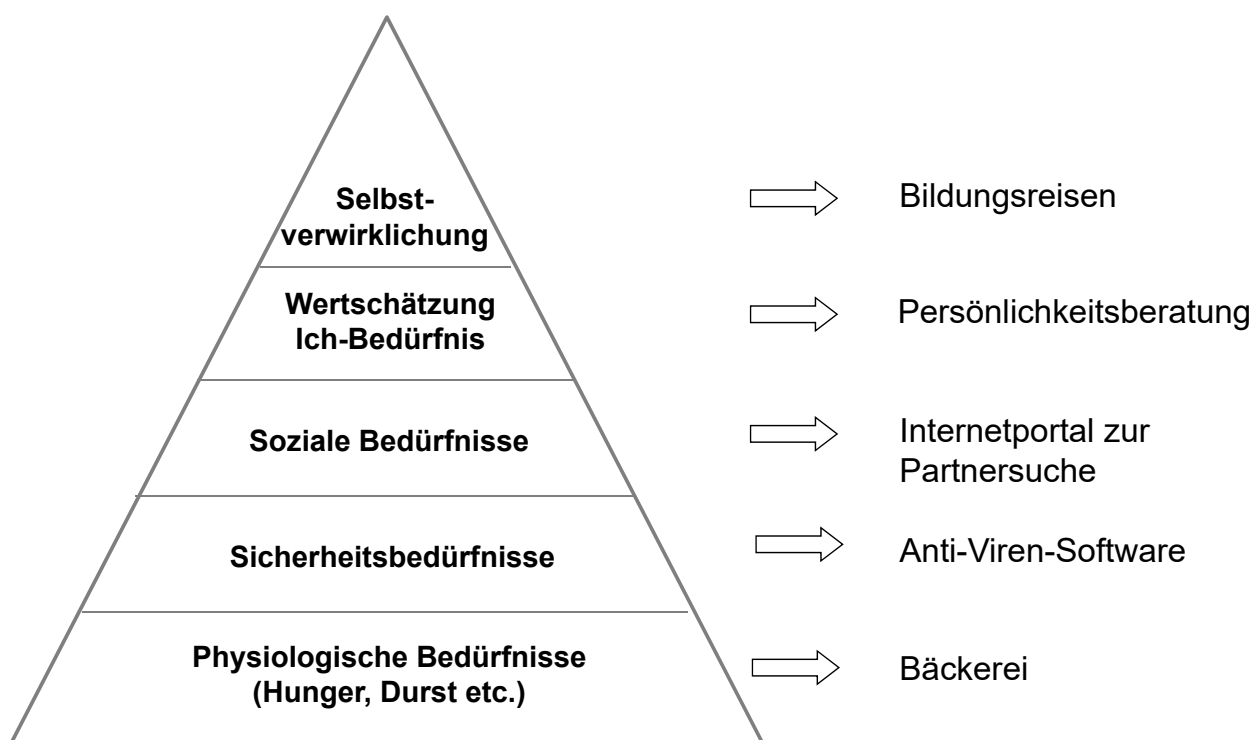 Selbst-
verwirklichung
Bildungsreisen
Wertschätzung
Ich-Bedürfnis
Persönlichkeitsberatung
Soziale Bedürfnisse
Internetportal zur
Partnersuche
Sicherheitsbedürfnisse
Anti-Viren-Software
Physiologische Bedürfnisse
(Hunger, Durst etc.)
Bäckerei